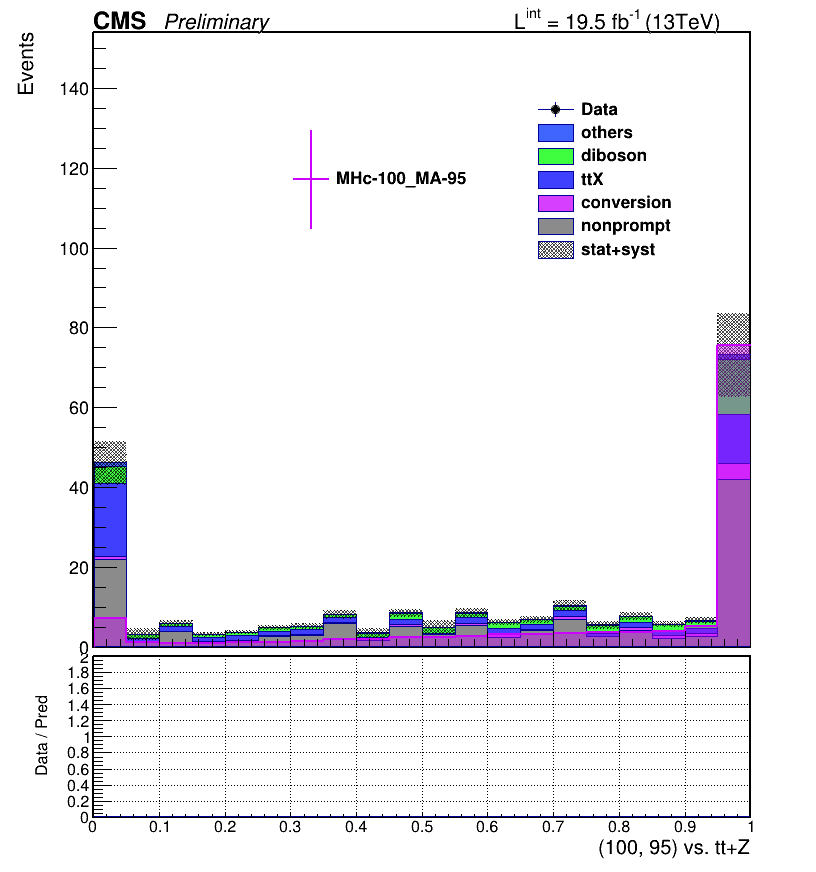 CMS Preliminary
L^int = 19.5 fb^-1 (13TeV)
Events
140
120
100
80
60
40
20
0
Data
others
diboson
ttX
conversion
nonprompt
stat+syst
MHc-100_MA-95
Data / Pred
2
1.8
1.6
1.4
1.2
1
0.8
0.6
0.4
0.2
0
0 0.1 0.2 0.3 0.4 0.5 0.6 0.7 0.8 0.9 1
(100, 95) vs. tt+Z